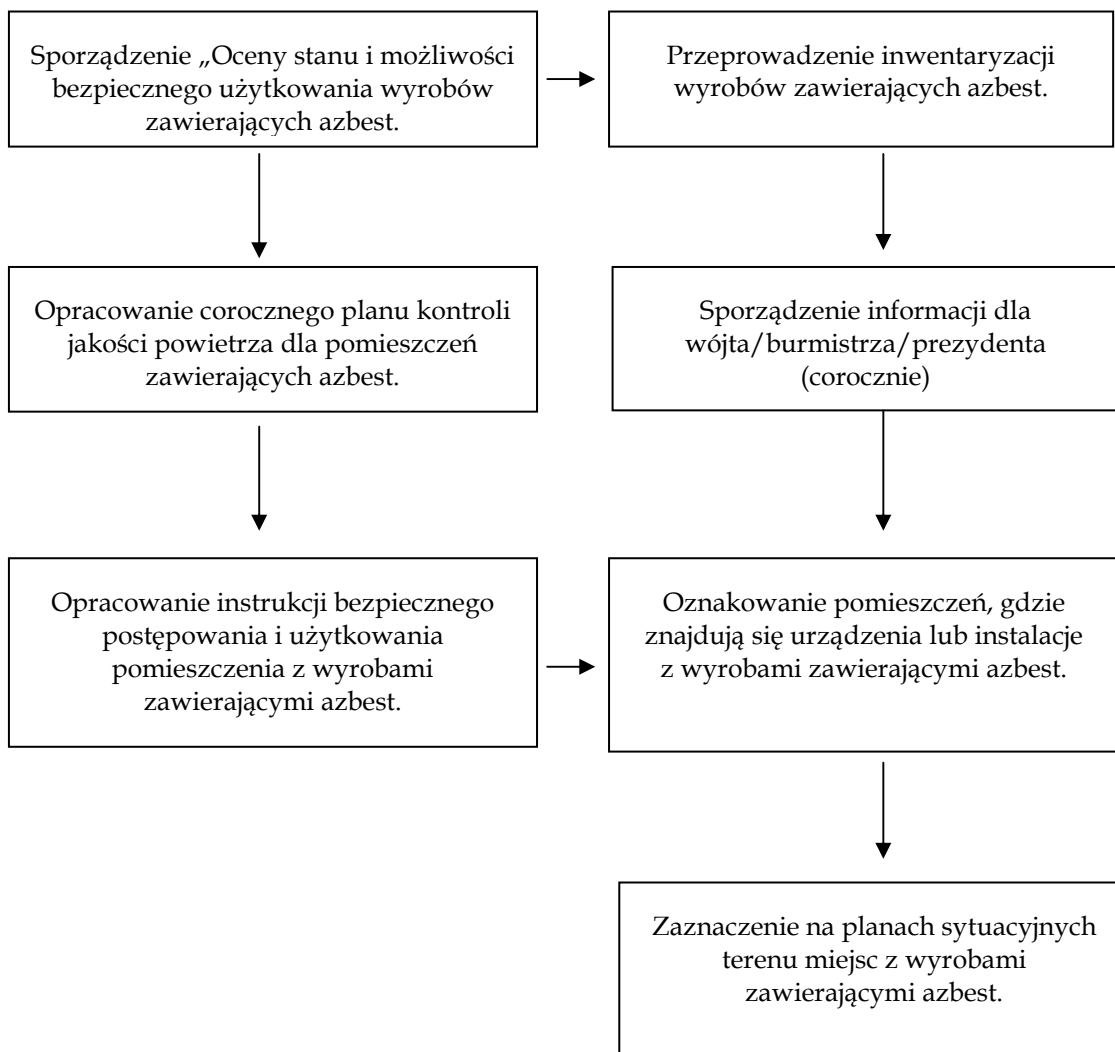 Sporządzenie „Oceny stanu i możliwości
bezpiecznego użytkowania wyrobów
zawierających azbest.
Przeprowadzenie inwentaryzacji
wyrobów zawierających azbest.
Opracowanie corocznego planu kontroli
jakości powietrza dla pomieszczeń
zawierających azbest.
Sporządzenie informacji dla
wójta/burmistrza/prezydenta
(corocznie)
Opracowanie instrukcji bezpiecznego
postępowania i użytkowania
pomieszczenia z wyrobami
zawierającymi azbest.
Oznakowanie pomieszczeń, gdzie
znajdują się urządzenia lub instalacje
z wyrobami zawierającymi azbest.
Zaznaczenie na planach sytuacyjnych
terenu miejsc z wyrobami
zawierającymi azbest.